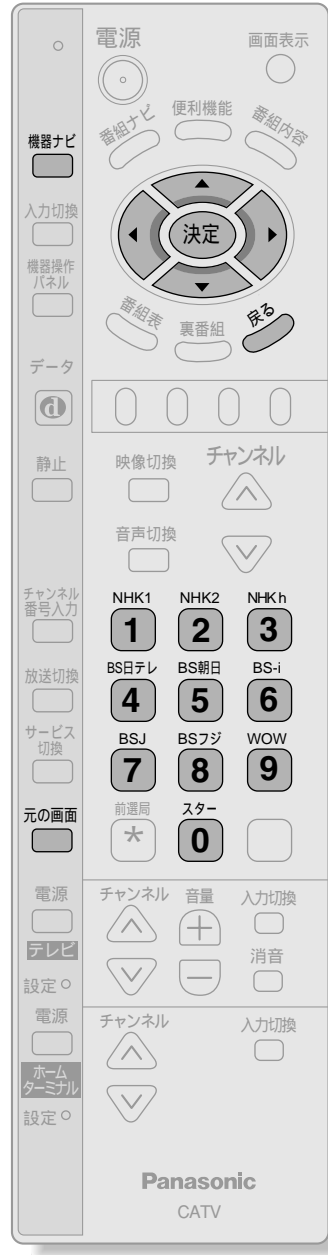 電源
画面表示
機器ナビ
番組ナビ
便利機能
番組内容
入力切換
決定
機器操作
パネル
番組表
裏番組
戻る
データ
d
静止
映像切換
チャンネル
音声切換
チャンネル
番号入力
NHK1 NHK2 NHKh
1 2 3
放送切換
BS日テレ BS朝日 BS-i
4 5 6
サービス
切換
BSJ BSフジ WOW
7 8 9
元の画面
前選局 スター
* 0
電源
テレビ
設定
チャンネル 音量 入力切換
+
消音
−
電源
ホーム
ターミナル
設定
チャンネル 入力切換
Panasonic
CATV